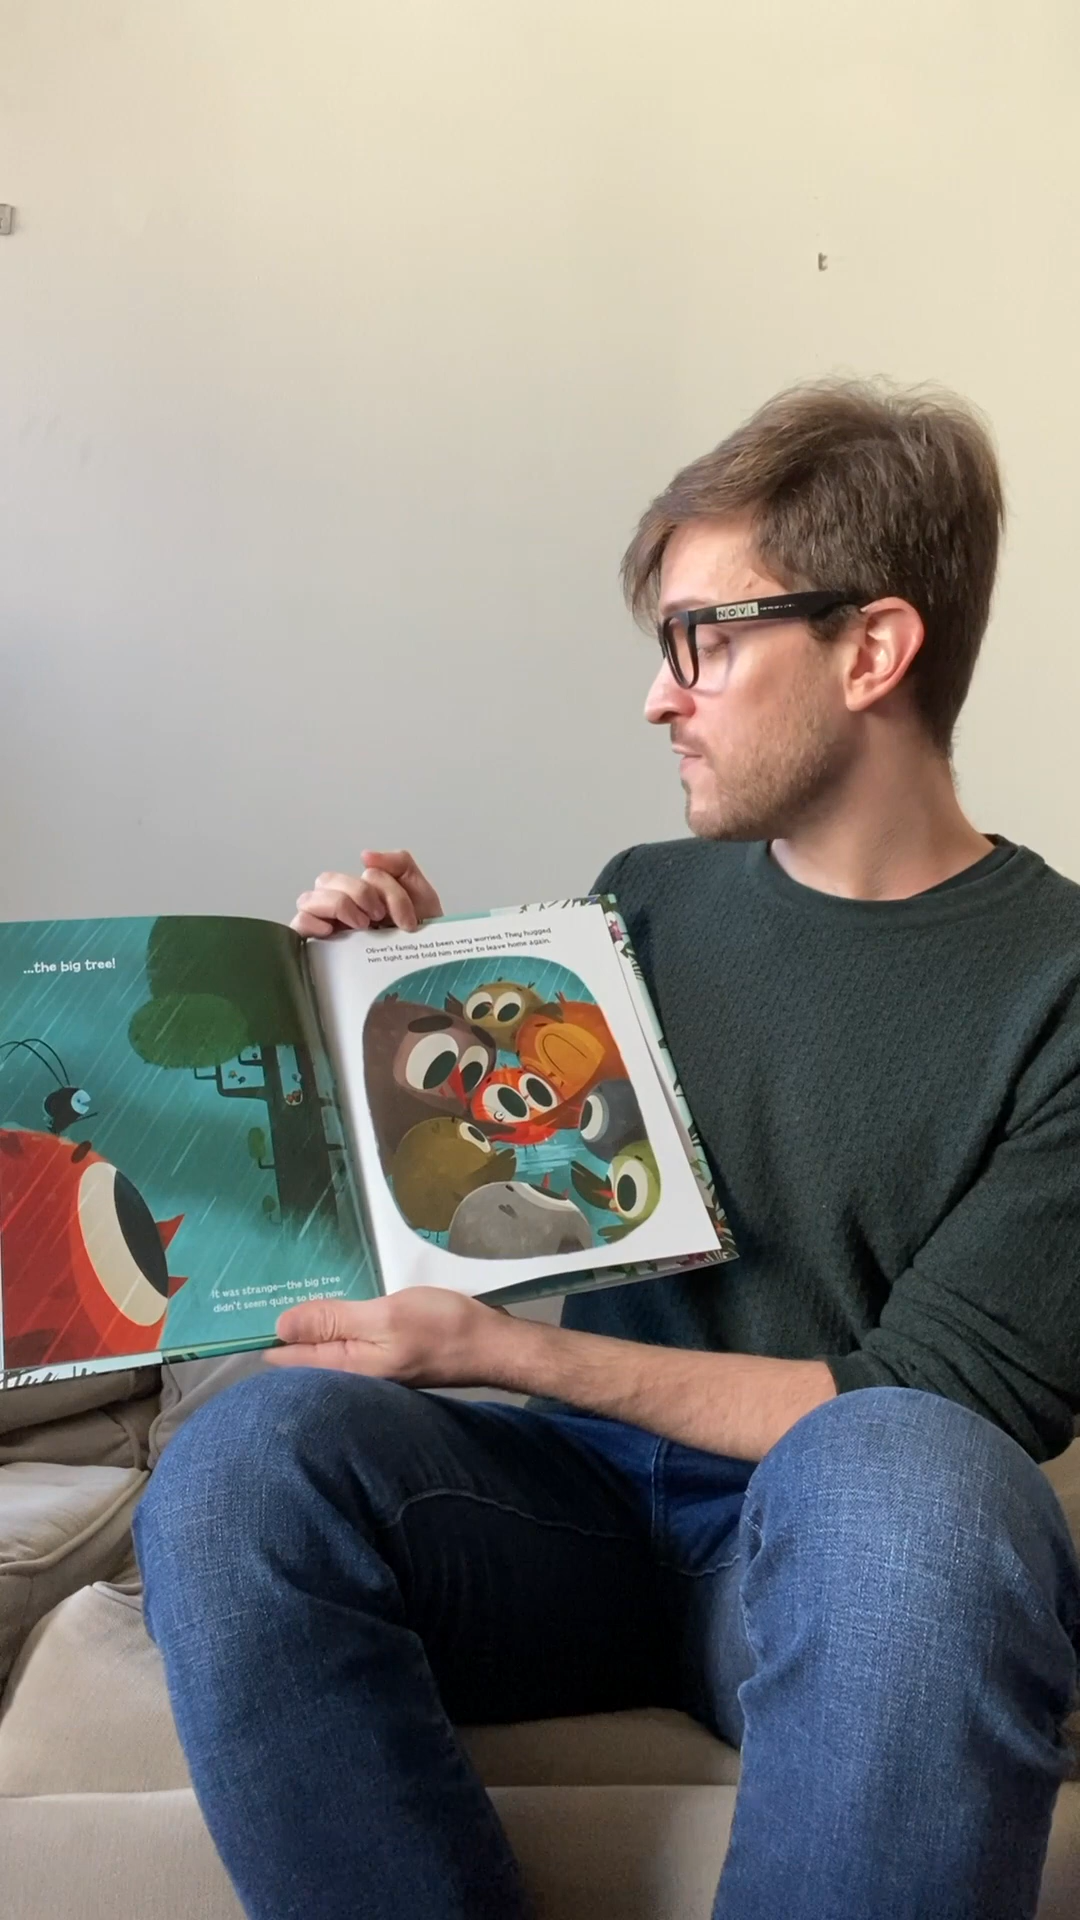 NOVL
...the big tree!
It was strange—the big tree
didn't seem quite so big now.
Oliver's family had been very worried. They hugged
him tight and told him never to leave home again.